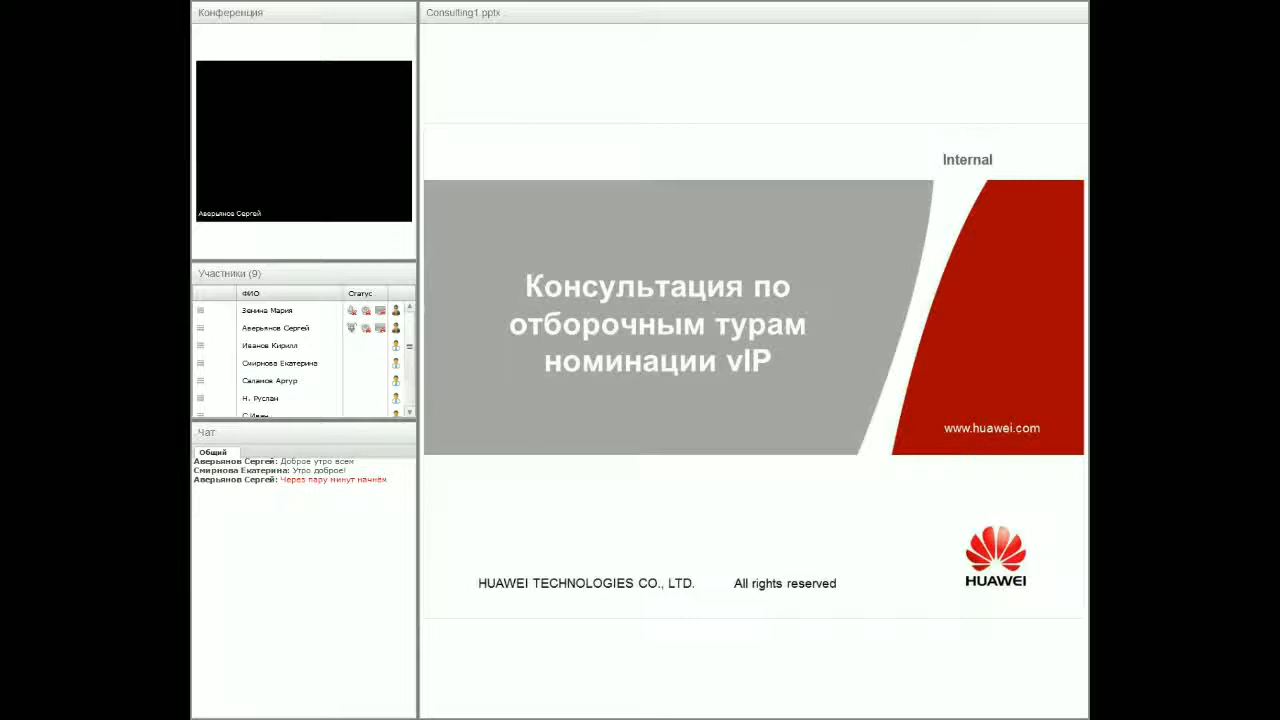 Конференция
Аверьянов Сергей
Участники (9)
ФИО Статус
Зенина Мария
Аверьянов Сергей
Иванов Кирилл
Смирнова Екатерина
Саламов Артур
Н. Руслан
С Иван
Чат
Общий
Аверьянов Сергей: Доброе утро всем
Смирнова Екатерина: Утро доброе!
Аверьянов Сергей: Через пару минут начнём
Consulting1.pptx
Internal
Консультация по
отборочным турам
номинации vIP
www.huawei.com
HUAWEI
HUAWEI TECHNOLOGIES CO., LTD. All rights reserved